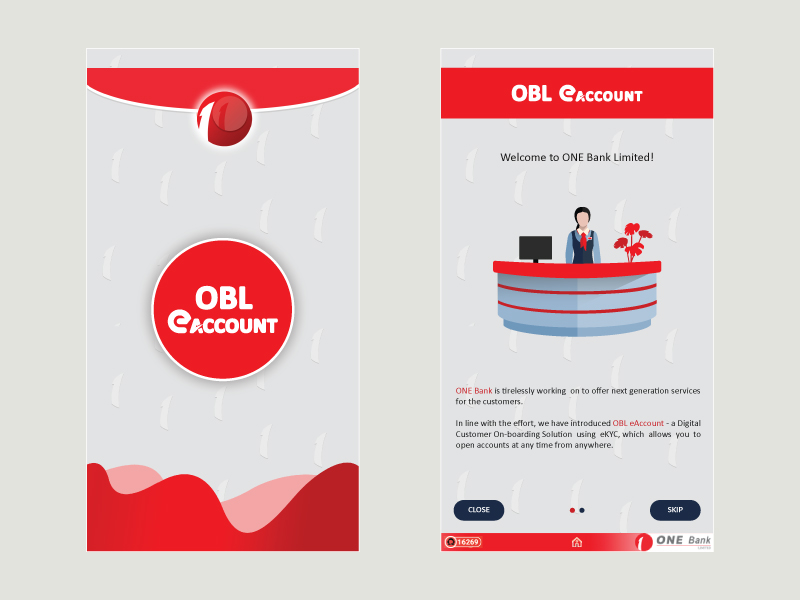 OBL
eACCOUNT
OBL eACCOUNT
Welcome to ONE Bank Limited!
ONE Bank is tirelessly working on to offer next generation services
for the customers.
In line with the effort, we have introduced OBL eAccount - a Digital
Customer On-boarding Solution using eKYC, which allows you to
open accounts at any time from anywhere.
CLOSE
SKIP
16269
ONE Bank
LIMITED